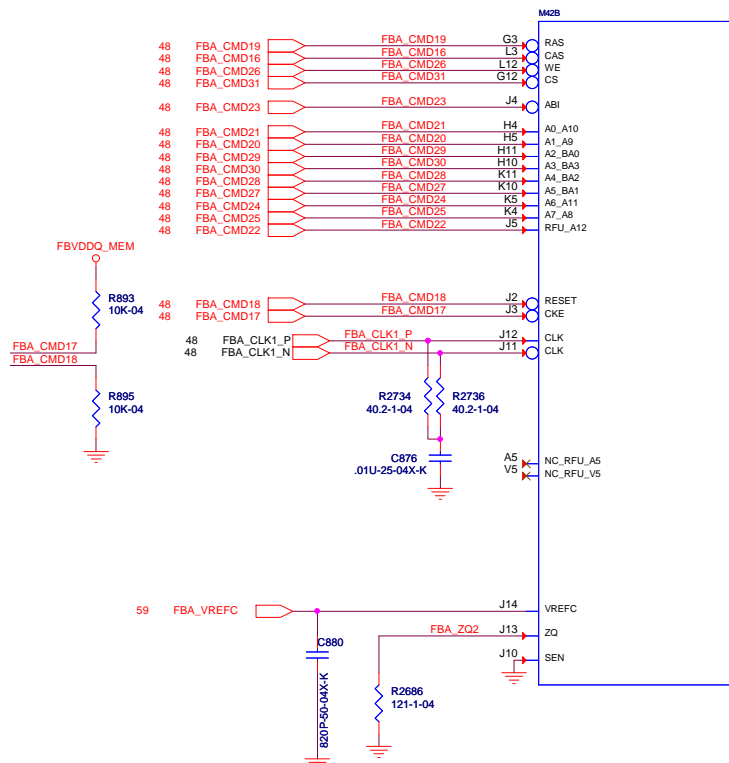 M42B
48 FBA_CMD19 FBA_CMD19 G3 RAS
48 FBA_CMD16 FBA_CMD16 L3 CAS
48 FBA_CMD26 FBA_CMD26 L12 WE
48 FBA_CMD31 FBA_CMD31 G12 CS
48 FBA_CMD23 FBA_CMD23 J4 ABI
48 FBA_CMD21 FBA_CMD21 H4 A0_A10
48 FBA_CMD20 FBA_CMD20 H5 A1_A9
48 FBA_CMD29 FBA_CMD29 H11 A2_BA0
48 FBA_CMD30 FBA_CMD30 H10 A3_BA3
48 FBA_CMD28 FBA_CMD28 K11 A4_BA2
48 FBA_CMD27 FBA_CMD27 K10 A5_BA1
48 FBA_CMD24 FBA_CMD24 K5 A6_A11
48 FBA_CMD25 FBA_CMD25 K4 A7_A8
48 FBA_CMD22 FBA_CMD22 J5 RFU_A12
FBVDDQ_MEM
R893
10K-04
48 FBA_CMD18 FBA_CMD18 J2 RESET
48 FBA_CMD17 FBA_CMD17 J3 CKE
48 FBA_CLK1_P FBA_CLK1_P J12 CLK
48 FBA_CLK1_N FBA_CLK1_N J11 CLK
FBA_CMD17
FBA_CMD18
R895
10K-04
R2734
40.2-1-04
R2736
40.2-1-04
C876
.01U-25-04X-K
A5 NC_RFU_A5
V5 NC_RFU_V5
59 FBA_VREFC J14 VREFC
FBA_ZQ2 J13 ZQ
C880
820P-50-04X-K
J10 SEN
R2686
121-1-04